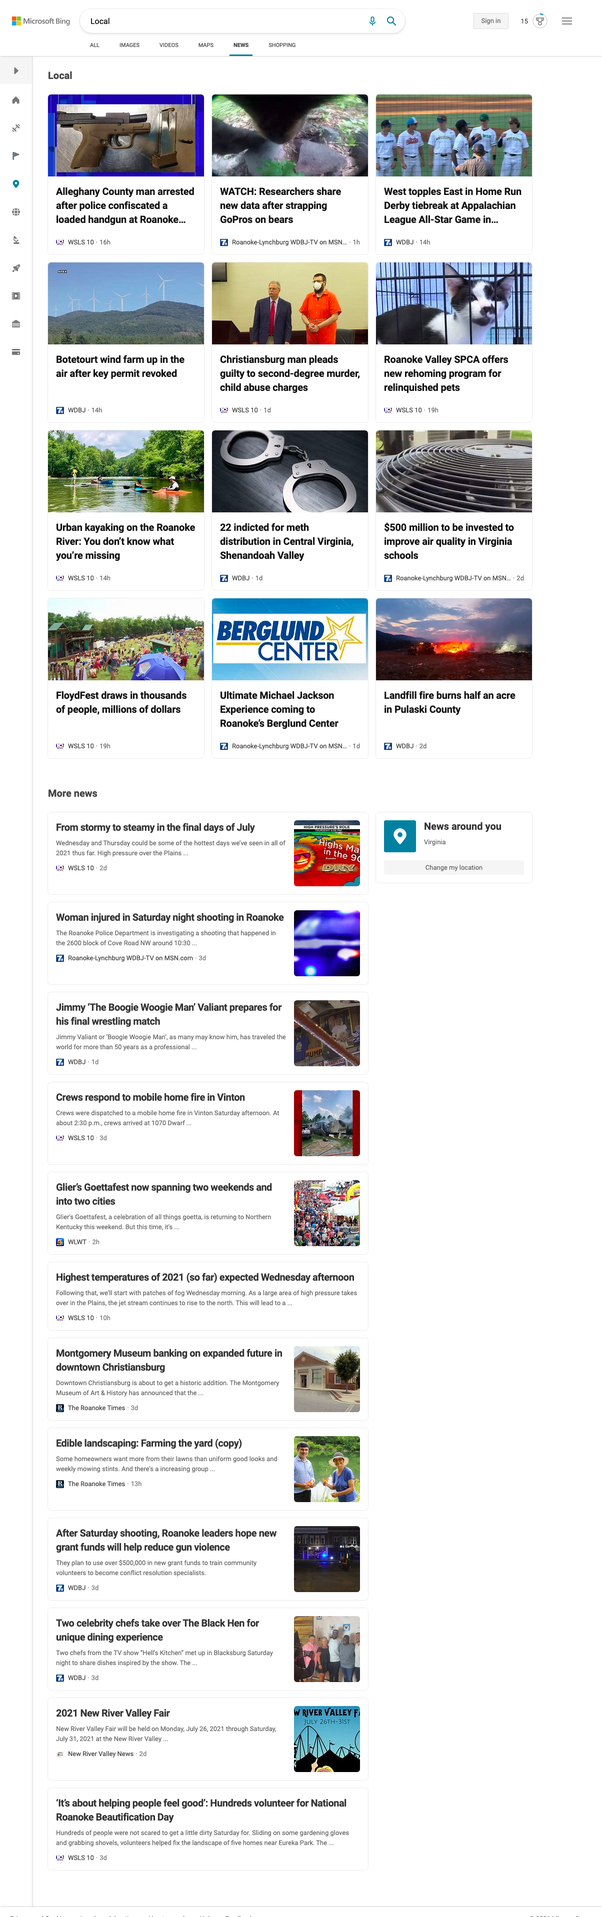 Microsoft Bing
Local
Sign in
15
ALL
IMAGES
VIDEOS
MAPS
NEWS
SHOPPING
Local
Alleghany County man arrested
after police confiscated a
loaded handgun at Roanoke...
WSLS 10 · 16h
WATCH: Researchers share
new data after strapping
GoPros on bears
Roanoke-Lynchburg WDBJ-TV on MSN... · 1h
West topples East in Home Run
Derby tiebreak at Appalachian
League All-Star Game in...
WDBJ · 14h
Botetourt wind farm up in the
air after key permit revoked
WDBJ · 14h
Christiansburg man pleads
guilty to second-degree murder,
child abuse charges
WSLS 10 · 1d
Roanoke Valley SPCA offers
new rehoming program for
relinquished pets
WSLS 10 · 19h
Urban kayaking on the Roanoke
River: You don't know what
you're missing
WSLS 10 · 14h
22 indicted for meth
distribution in Central Virginia,
Shenandoah Valley
WDBJ · 1d
$500 million to be invested to
improve air quality in Virginia
schools
Roanoke-Lynchburg WDBJ-TV on MSN... · 2d
FloydFest draws in thousands
of people, millions of dollars
WSLS 10 · 19h
BERGLUND
CENTER
Ultimate Michael Jackson
Experience coming to
Roanoke's Berglund Center
Roanoke-Lynchburg WDBJ-TV on MSN... · 1d
Landfill fire burns half an acre
in Pulaski County
WDBJ · 2d
More news
From stormy to steamy in the final days of July
Wednesday and Thursday could be some of the hottest days we've seen in all of
2021 thus far. High pressure over the Plains ...
WSLS 10 · 2d
HIGH PRESSURE'S ROLE
Highs Ma
in the 90
DRY
News around you
Virginia
Change my location
Woman injured in Saturday night shooting in Roanoke
The Roanoke Police Department is investigating a shooting that happened in
the 2600 block of Cove Road NW around 10:30 ...
Roanoke-Lynchburg WDBJ-TV on MSN.com · 3d
Jimmy 'The Boogie Woogie Man' Valiant prepares for
his final wrestling match
Jimmy Valiant or 'Boogie Woogie Man', as many may know him, has traveled the
world for more than 50 years as a professional ...
WDBJ · 1d
Crews respond to mobile home fire in Vinton
Crews were dispatched to a mobile home fire in Vinton Saturday afternoon. At
about 2:30 p.m., crews arrived at 1070 Dwarf ...
WSLS 10 · 3d
Glier's Goettafest now spanning two weekends and
into two cities
Glier's Goettafest, a celebration of all things goetta, is returning to Northern
Kentucky this weekend. But this time, it's ...
WLWT · 2h
Highest temperatures of 2021 (so far) expected Wednesday afternoon
Following that, we'll start with patches of fog Wednesday morning. As a large area of high pressure takes
over in the Plains, the jet stream continues to rise to the north. This will lead to a ...
WSLS 10 · 10h
Montgomery Museum banking on expanded future in
downtown Christiansburg
Downtown Christiansburg is about to get a historic addition. The Montgomery
Museum of Art & History has announced that the ...
The Roanoke Times · 3d
Edible landscaping: Farming the yard (copy)
Some homeowners want more from their lawns than uniform good looks and
weekly mowing stints. And there's a increasing group ...
The Roanoke Times · 13h
After Saturday shooting, Roanoke leaders hope new
grant funds will help reduce gun violence
They plan to use over $500,000 in new grant funds to train community
volunteers to become conflict resolution specialists.
WDBJ · 3d
Two celebrity chefs take over The Black Hen for
unique dining experience
Two chefs from the TV show "Hell's Kitchen" met up in Blacksburg Saturday
night to share dishes inspired by the show. The ...
WDBJ · 3d
2021 New River Valley Fair
New River Valley Fair will be held on Monday, July 26, 2021 through Saturday,
July 31, 2021 at the New River Valley ...
New River Valley News · 2d
W RIVER VALLEY F
JULY 26TH-31ST
'It's about helping people feel good': Hundreds volunteer for National
Roanoke Beautification Day
Hundreds of people were not scared to get a little dirty Saturday for. Sliding on some gardening gloves
and grabbing shovels, volunteers helped fix the landscape of five homes near Eureka Park. The ...
WSLS 10 · 3d